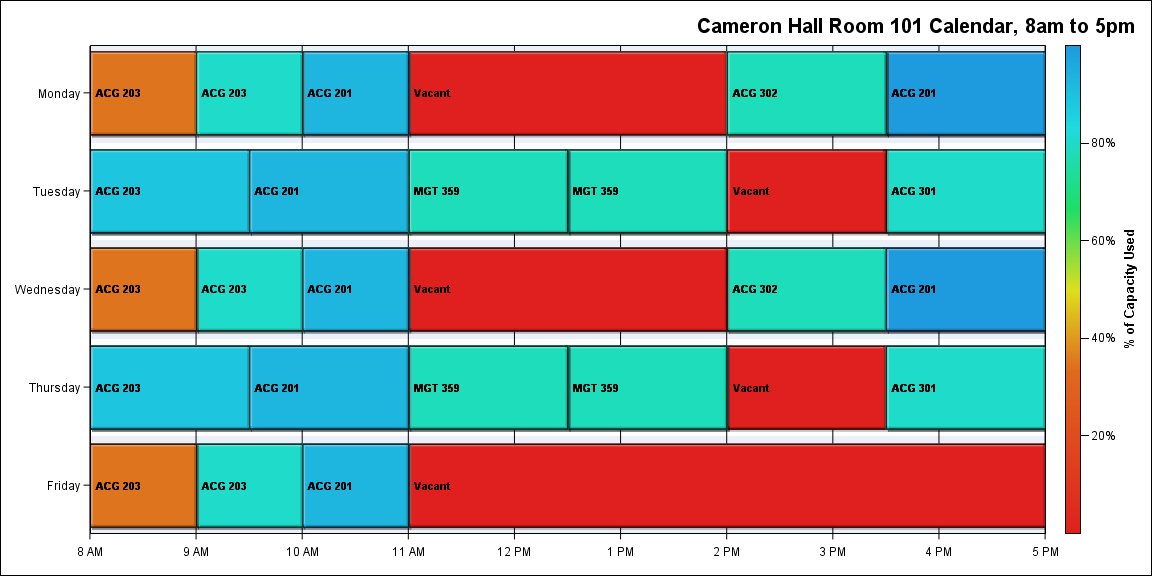 Cameron Hall Room 101 Calendar, 8am to 5pm
Monday
ACG 203
ACG 203
ACG 201
Vacant
ACG 302
ACG 201
Tuesday
ACG 203
ACG 201
MGT 359
MGT 359
Vacant
ACG 301
Wednesday
ACG 203
ACG 203
ACG 201
Vacant
ACG 302
ACG 201
Thursday
ACG 203
ACG 201
MGT 359
MGT 359
Vacant
ACG 301
Friday
ACG 203
ACG 203
ACG 201
Vacant
8 AM
9 AM
10 AM
11 AM
12 PM
1 PM
2 PM
3 PM
4 PM
5 PM
80%
60%
40%
20%
% of Capacity Used